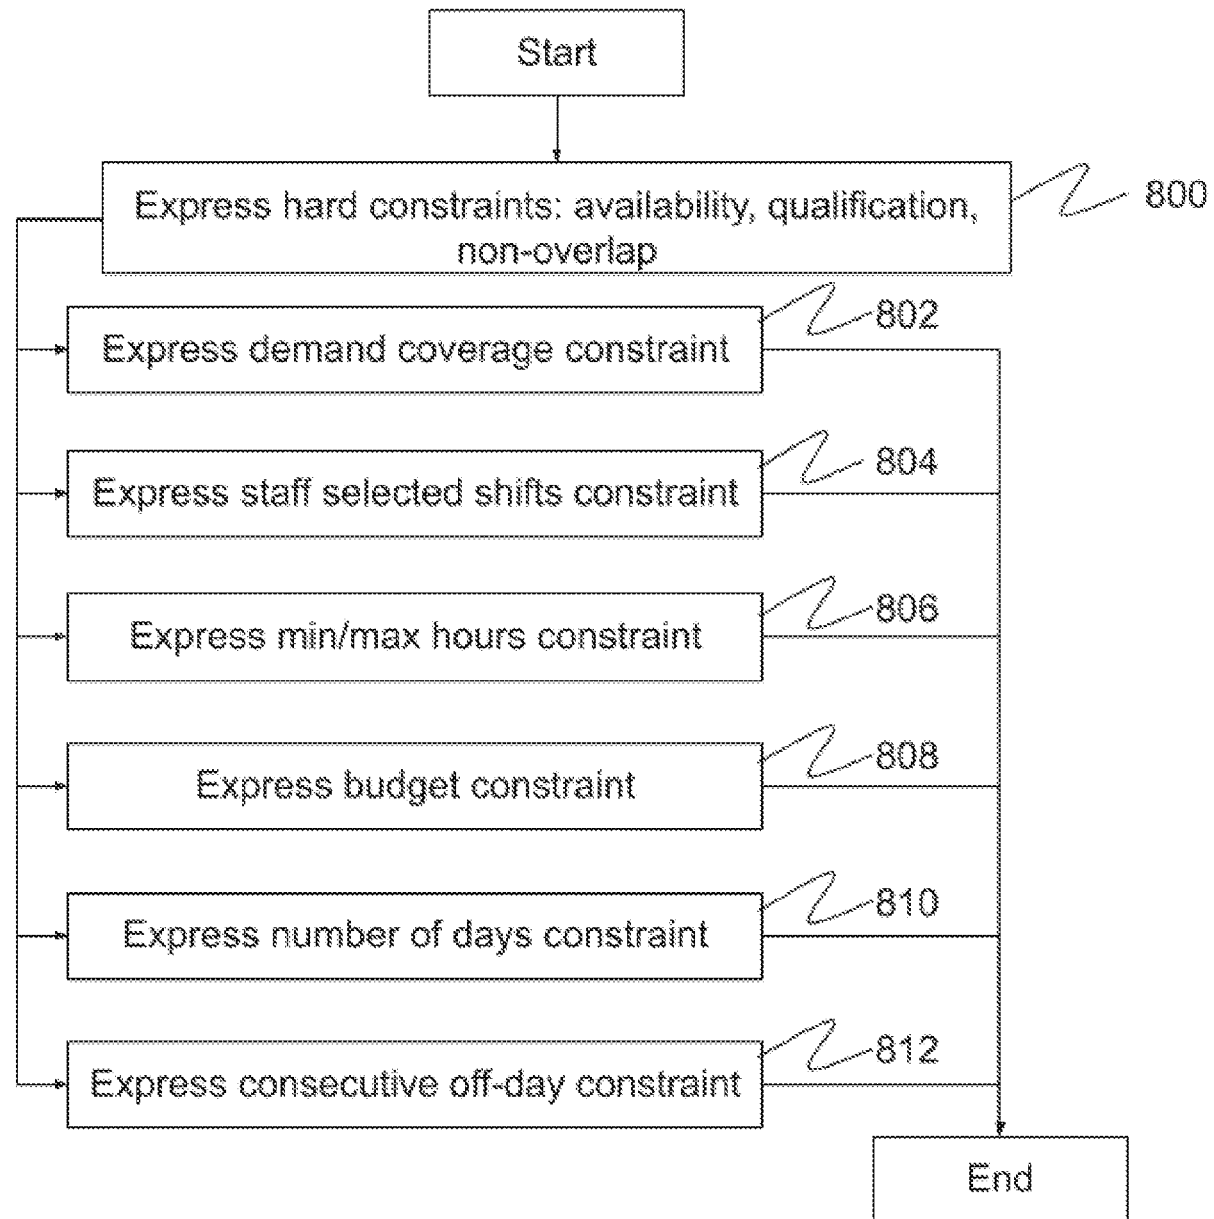 Start
Express hard constraints: availability, qualification,
non-overlap
800
Express demand coverage constraint
802
Express staff selected shifts constraint
804
Express min/max hours constraint
806
Express budget constraint
808
Express number of days constraint
810
Express consecutive off-day constraint
812
End